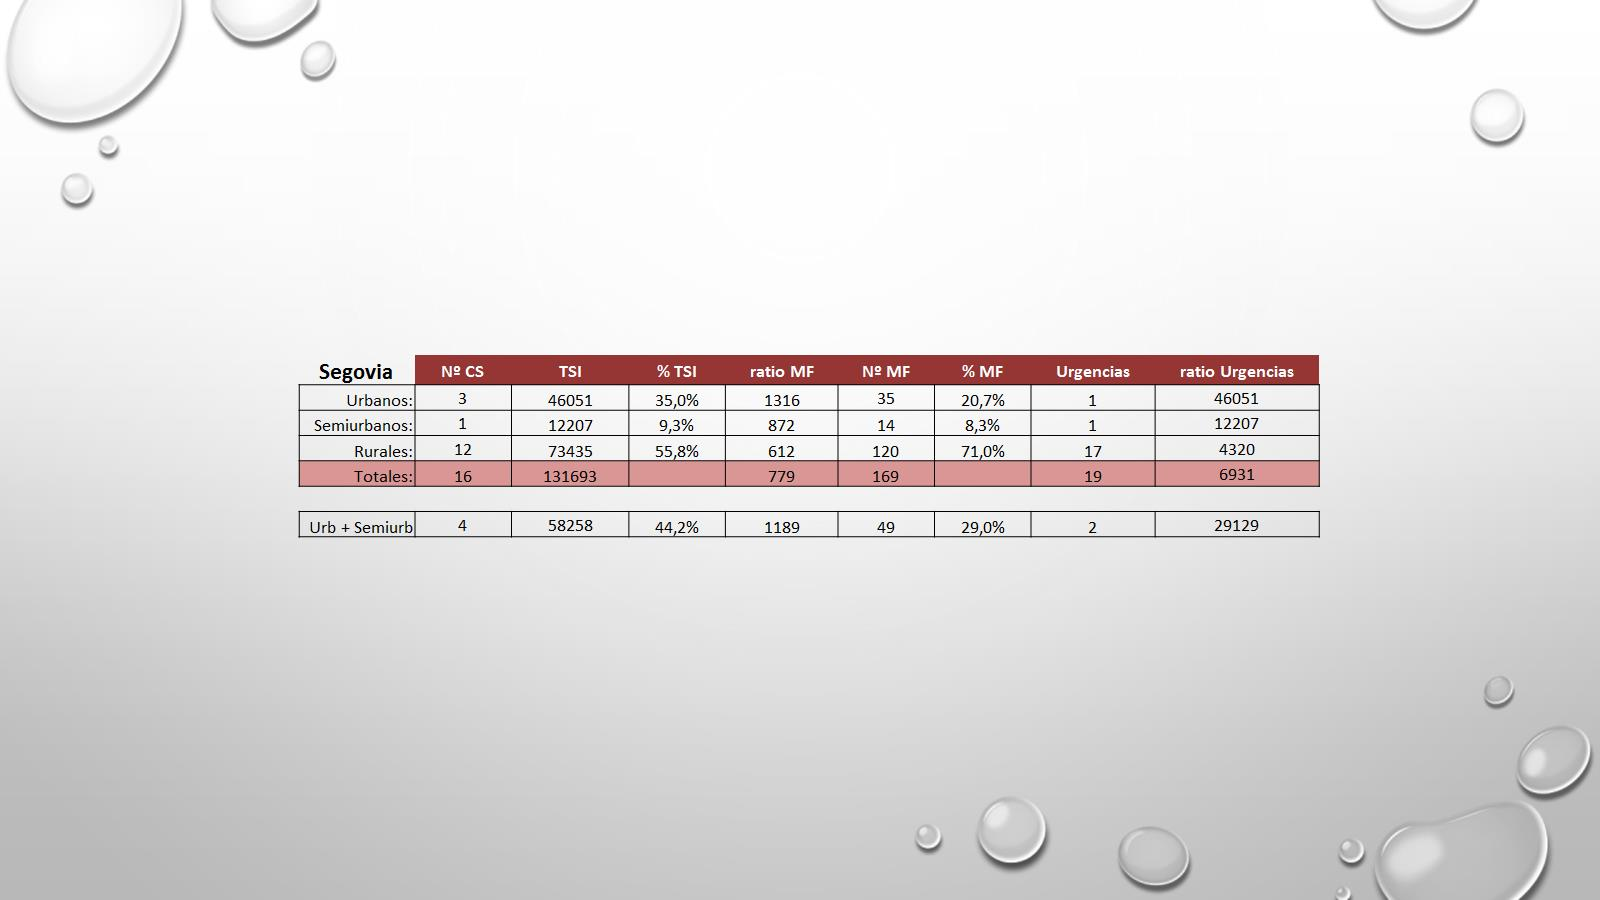 Segovia Nº CS TSI % TSI ratio MF Nº MF % MF Urgencias ratio Urgencias
Urbanos: 3 46051 35,0% 1316 35 20,7% 1 46051
Semiurbanos: 1 12207 9,3% 872 14 8,3% 1 12207
Rurales: 12 73435 55,8% 612 120 71,0% 17 4320
Totales: 16 131693 779 169 19 6931
Urb + Semiurb 4 58258 44,2% 1189 49 29,0% 2 29129